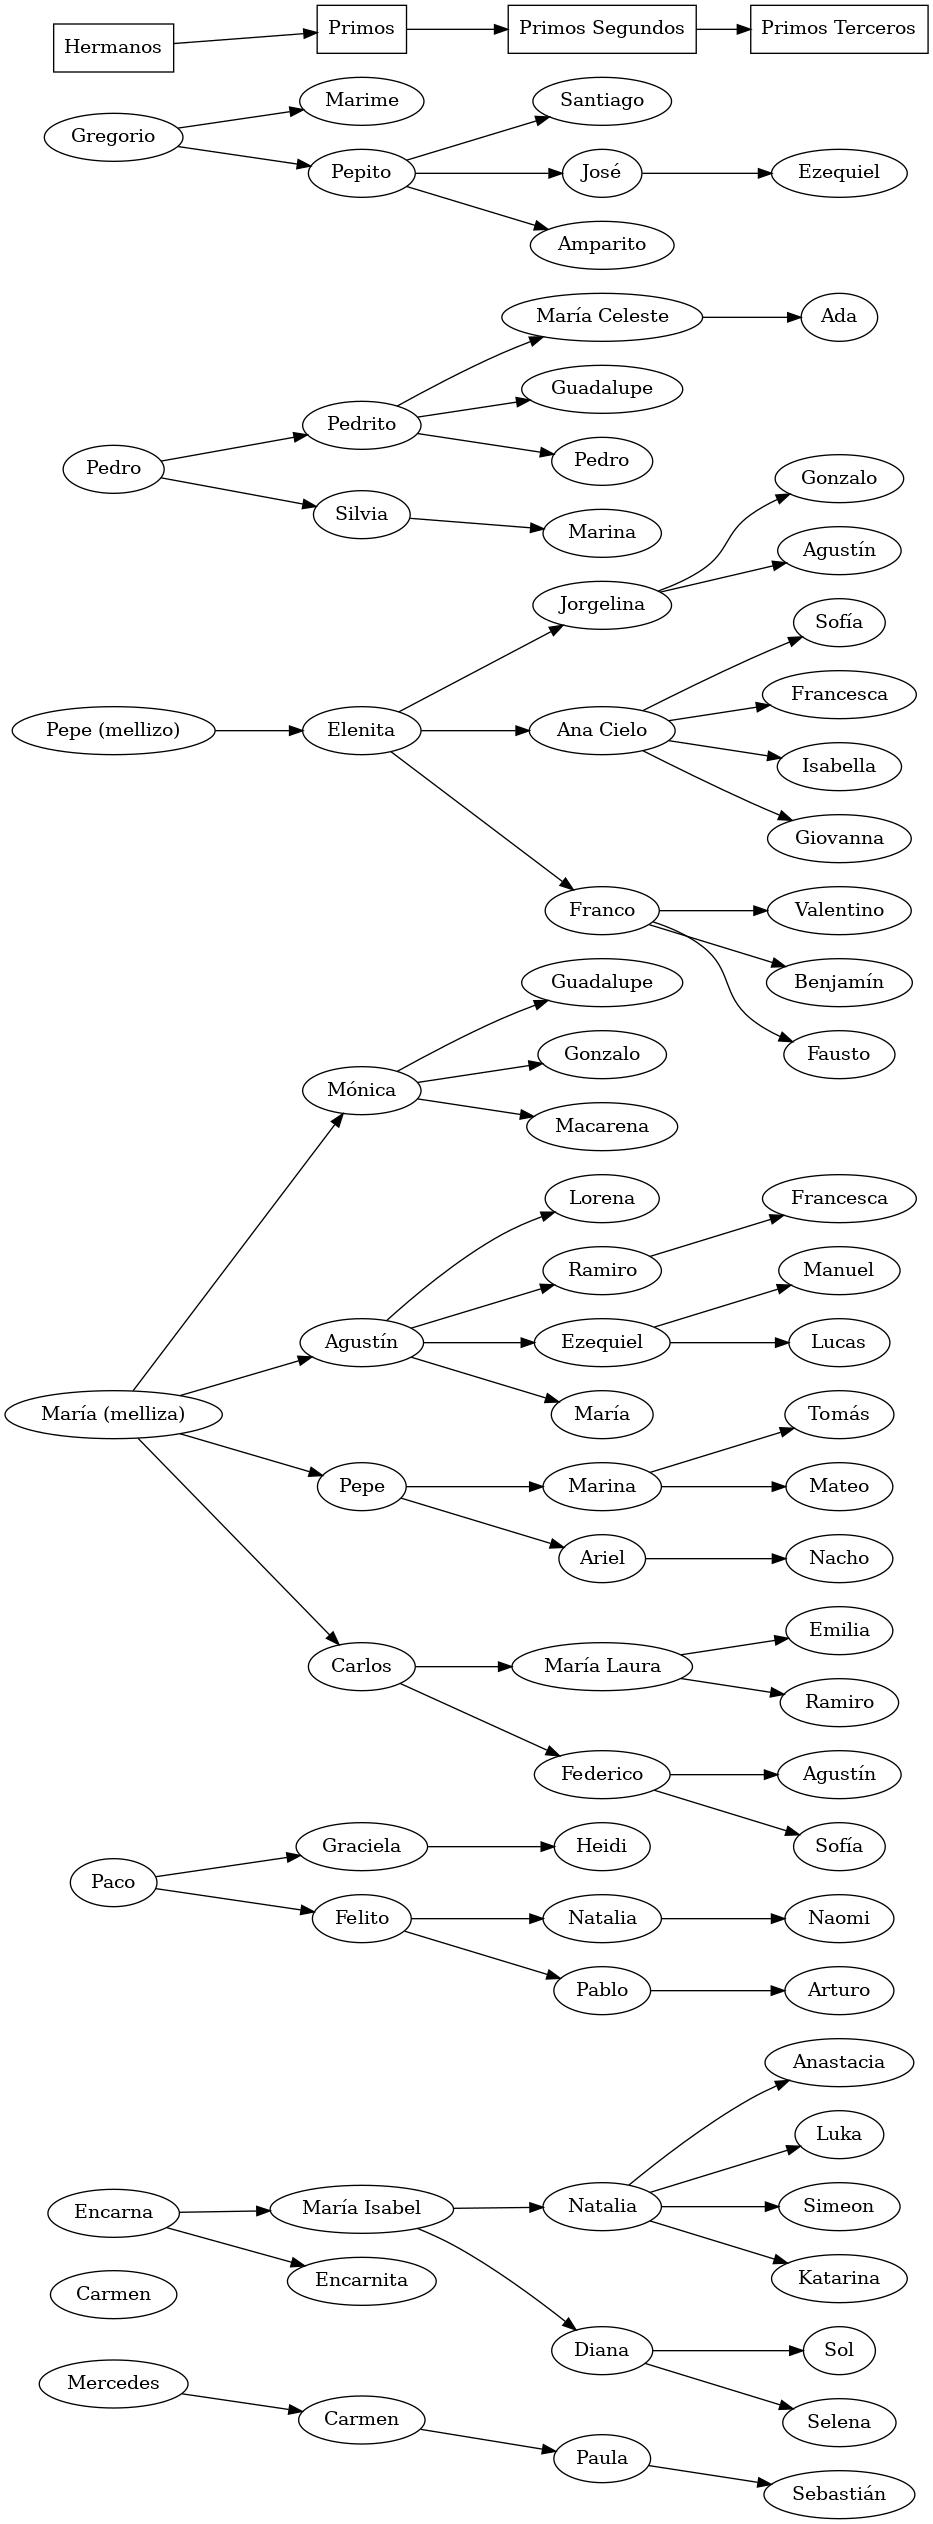 Hermanos
Primos
Primos Segundos
Primos Terceros
Gregorio
Marime
Pepito
Santiago
José
Ezequiel
Amparito
Pedro
Pedrito
María Celeste
Ada
Guadalupe
Pedro
Silvia
Marina
Pepe (mellizo)
Elenita
Jorgelina
Gonzalo
Agustín
Ana Cielo
Sofía
Francesca
Isabella
Giovanna
Franco
Valentino
Benjamín
Fausto
María (melliza)
Mónica
Guadalupe
Gonzalo
Macarena
Agustín
Lorena
Ramiro
Francesca
Ezequiel
Manuel
Lucas
María
Pepe
Marina
Tomás
Mateo
Ariel
Nacho
Carlos
María Laura
Emilia
Ramiro
Federico
Agustín
Sofía
Paco
Graciela
Heidi
Felito
Natalia
Naomi
Pablo
Arturo
Encarna
María Isabel
Natalia
Anastacia
Luka
Simeon
Katarina
Diana
Sol
Selena
Encarnita
Carmen
Mercedes
Carmen
Paula
Sebastián